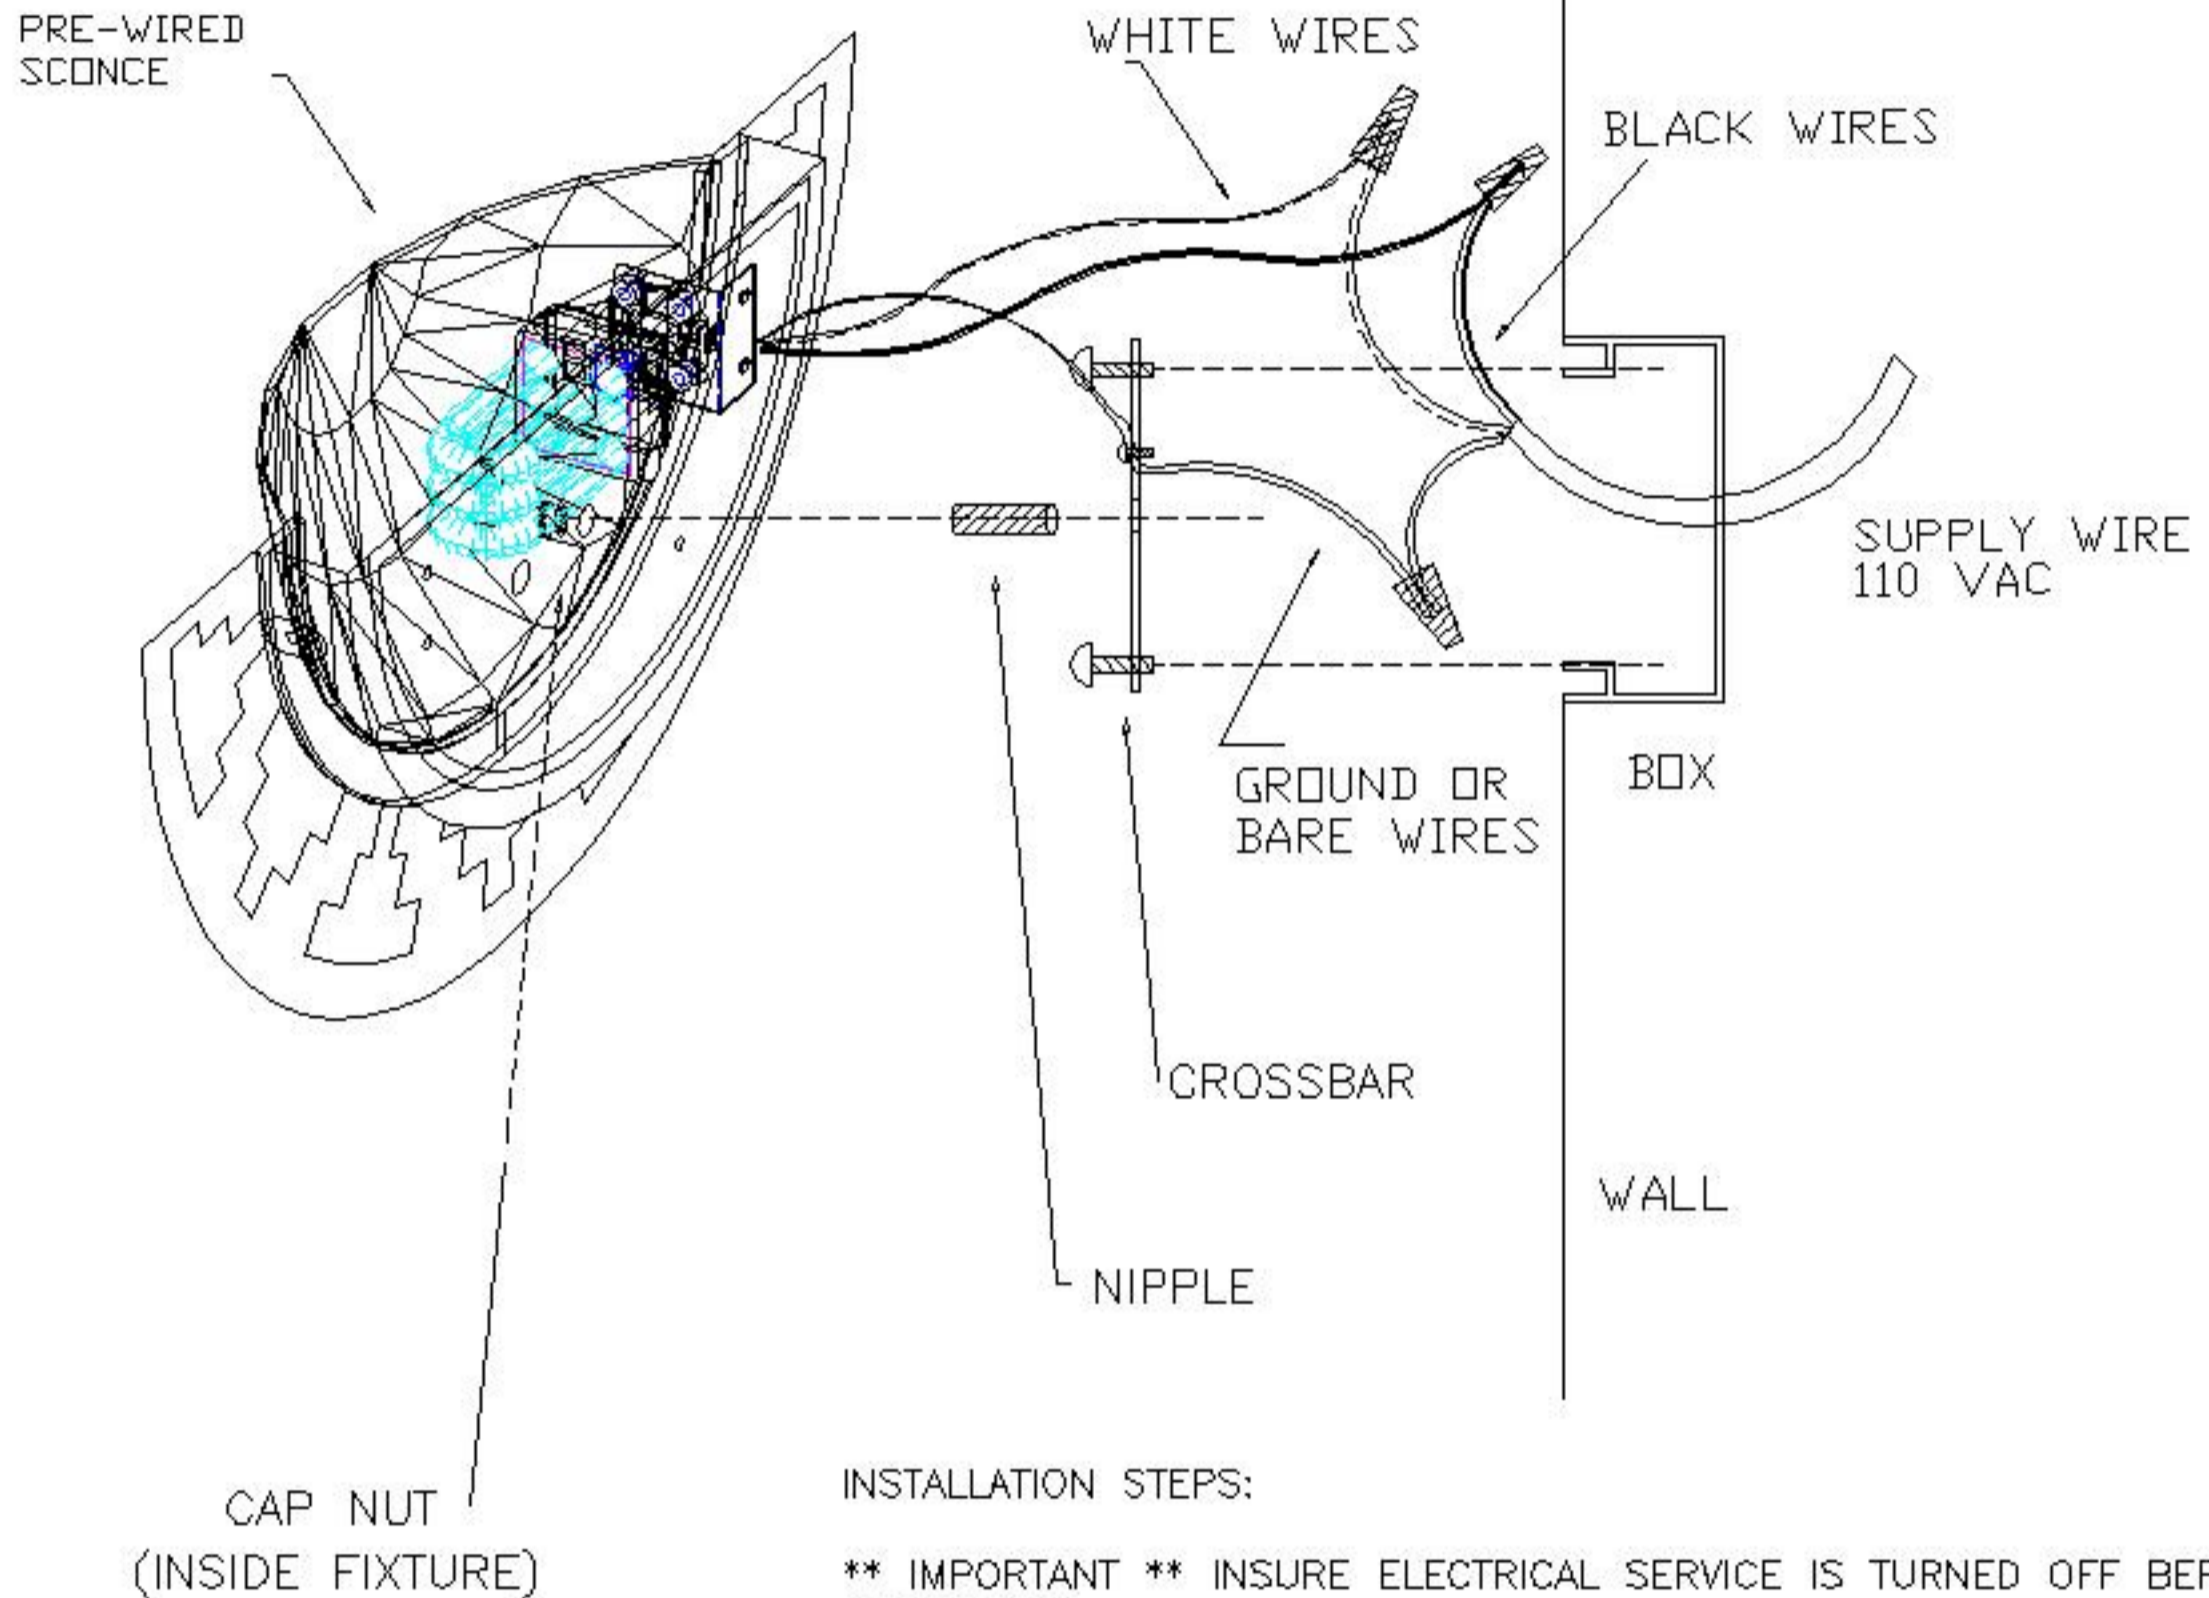 PRE-WIRED
SCONCE
WHITE WIRES
BLACK WIRES
SUPPLY WIRE
110 VAC
BOX
GROUND OR
BARE WIRES
CROSSBAR
WALL
NIPPLE
CAP NUT
(INSIDE FIXTURE)
INSTALLATION STEPS:
** IMPORTANT ** INSURE ELECTRICAL SERVICE IS TURNED OFF